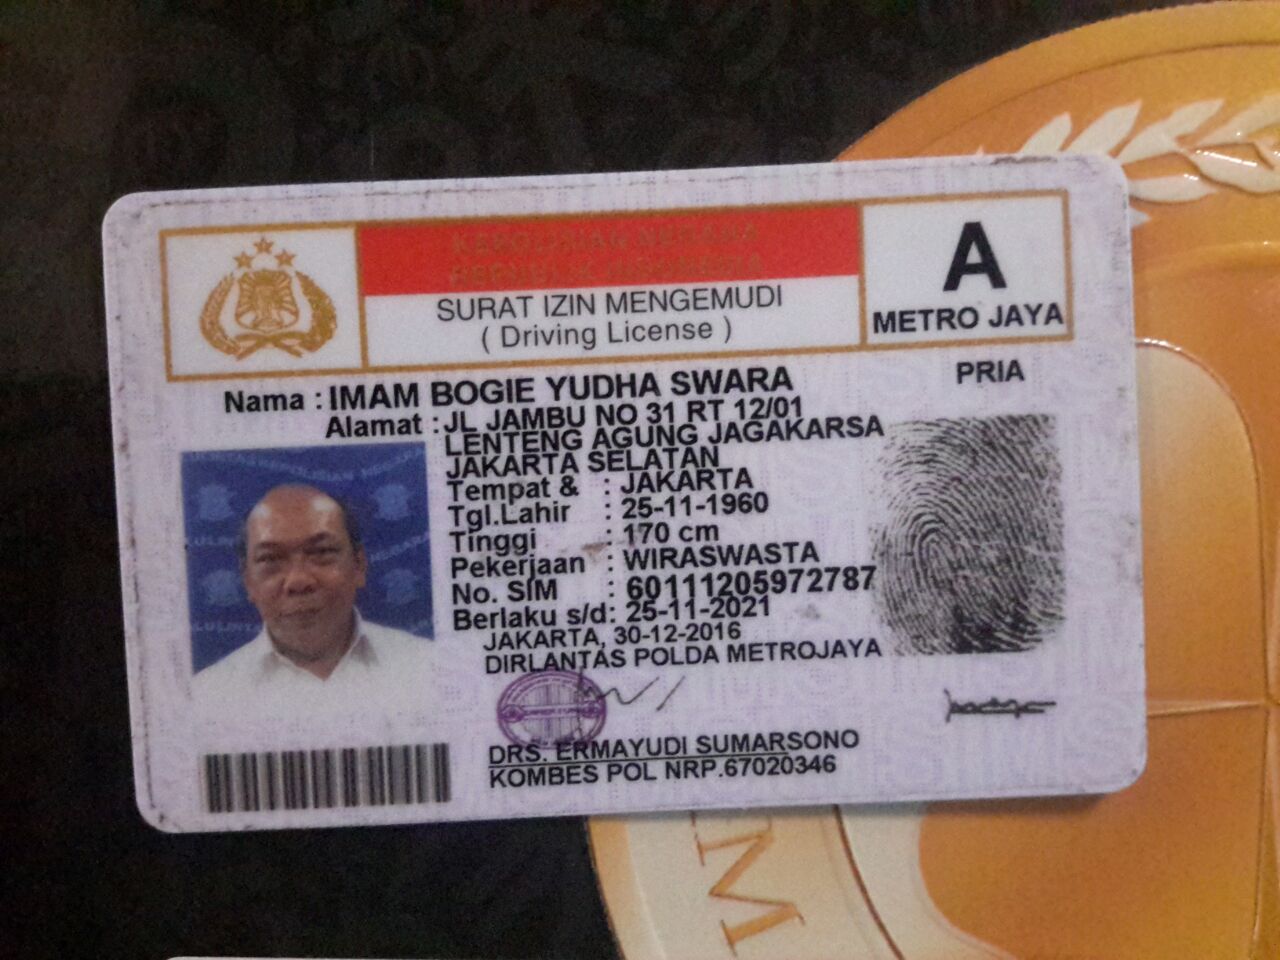 KEPOLISIAN NEGARA
REPUBLIK INDONESIA
SURAT IZIN MENGEMUDI
( Driving License )
A
METRO JAYA
PRIA
Nama : IMAM BOGIE YUDHA SWARA
Alamat : JL JAMBU NO 31 RT 12/01
LENTENG AGUNG JAGAKARSA
JAKARTA SELATAN
Tempat & : JAKARTA
Tgl.Lahir : 25-11-1960
Tinggi : 170 cm
Pekerjaan : WIRASWASTA
No. SIM : 601111205972787
Berlaku s/d: 25-11-2021
JAKARTA, 30-12-2016
DIRLANTAS POLDA METROJAYA
DRS. ERMAYUDI SUMARSONO
KOMBES POL NRP.67020346